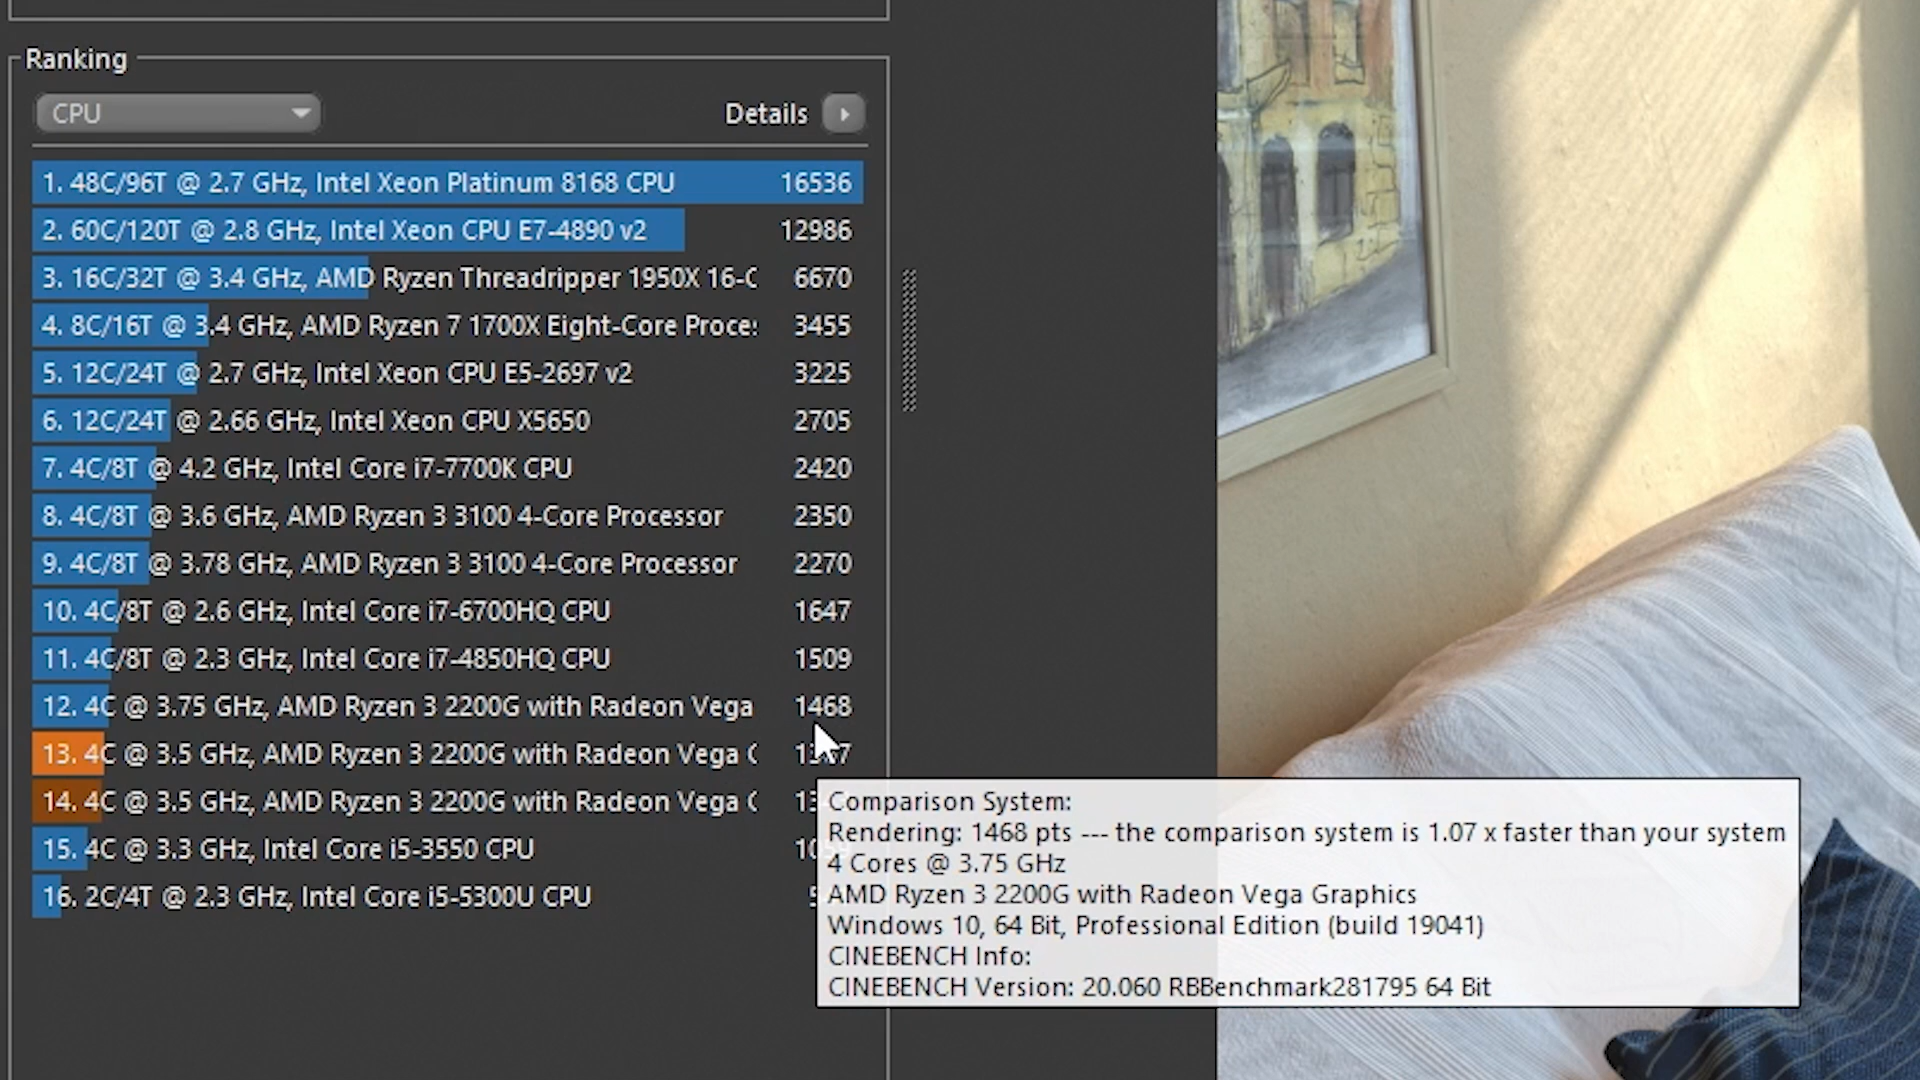 Ranking
CPU
Details
1. 48C/96T @ 2.7 GHz, Intel Xeon Platinum 8168 CPU 16536
2. 60C/120T @ 2.8 GHz, Intel Xeon CPU E7-4890 v2 12986
3. 16C/32T @ 3.4 GHz, AMD Ryzen Threadripper 1950X 16-C 6670
4. 8C/16T @ 3.4 GHz, AMD Ryzen 7 1700X Eight-Core 3455
5. 12C/24T @ 2.7 GHz, Intel Xeon CPU E5-2697 v2 3225
6. 12C/24T @ 2.66 GHz, Intel Xeon CPU X5650 2705
7. 4C/8T @ 4.2 GHz, Intel Core i7-7700K CPU 2420
8. 4C/8T @ 3.6 GHz, AMD Ryzen 3 3100 4-Core Processor 2350
9. 4C/8T @ 3.78 GHz, AMD Ryzen 3 3100 4-Core Processor 2270
10. 4C/8T @ 2.6 GHz, Intel Core i7-6700HQ CPU 1647
11. 4C/8T @ 2.3 GHz, Intel Core i7-4850HQ CPU 1509
12. 4C @ 3.75 GHz, AMD Ryzen 3 2200G with Radeon Vega 1468
13. 4C @ 3.5 GHz, AMD Ryzen 3 2200G with Radeon Vega
14. 4C @ 3.5 GHz, AMD Ryzen 3 2200G with Radeon Vega
15. 4C @ 3.3 GHz, Intel Core i5-3550 CPU
16. 2C/4T @ 2.3 GHz, Intel Core i5-5300U CPU
Comparison System:
Rendering: 1468 pts --- the comparison system is 1.07 x faster than your system
4 Cores @ 3.75 GHz
AMD Ryzen 3 2200G with Radeon Vega Graphics
Windows 10, 64 Bit, Professional Edition (build 19041)
CINEBENCH Info:
CINEBENCH Version: 20.060 RBBenchmark281795 64 Bit